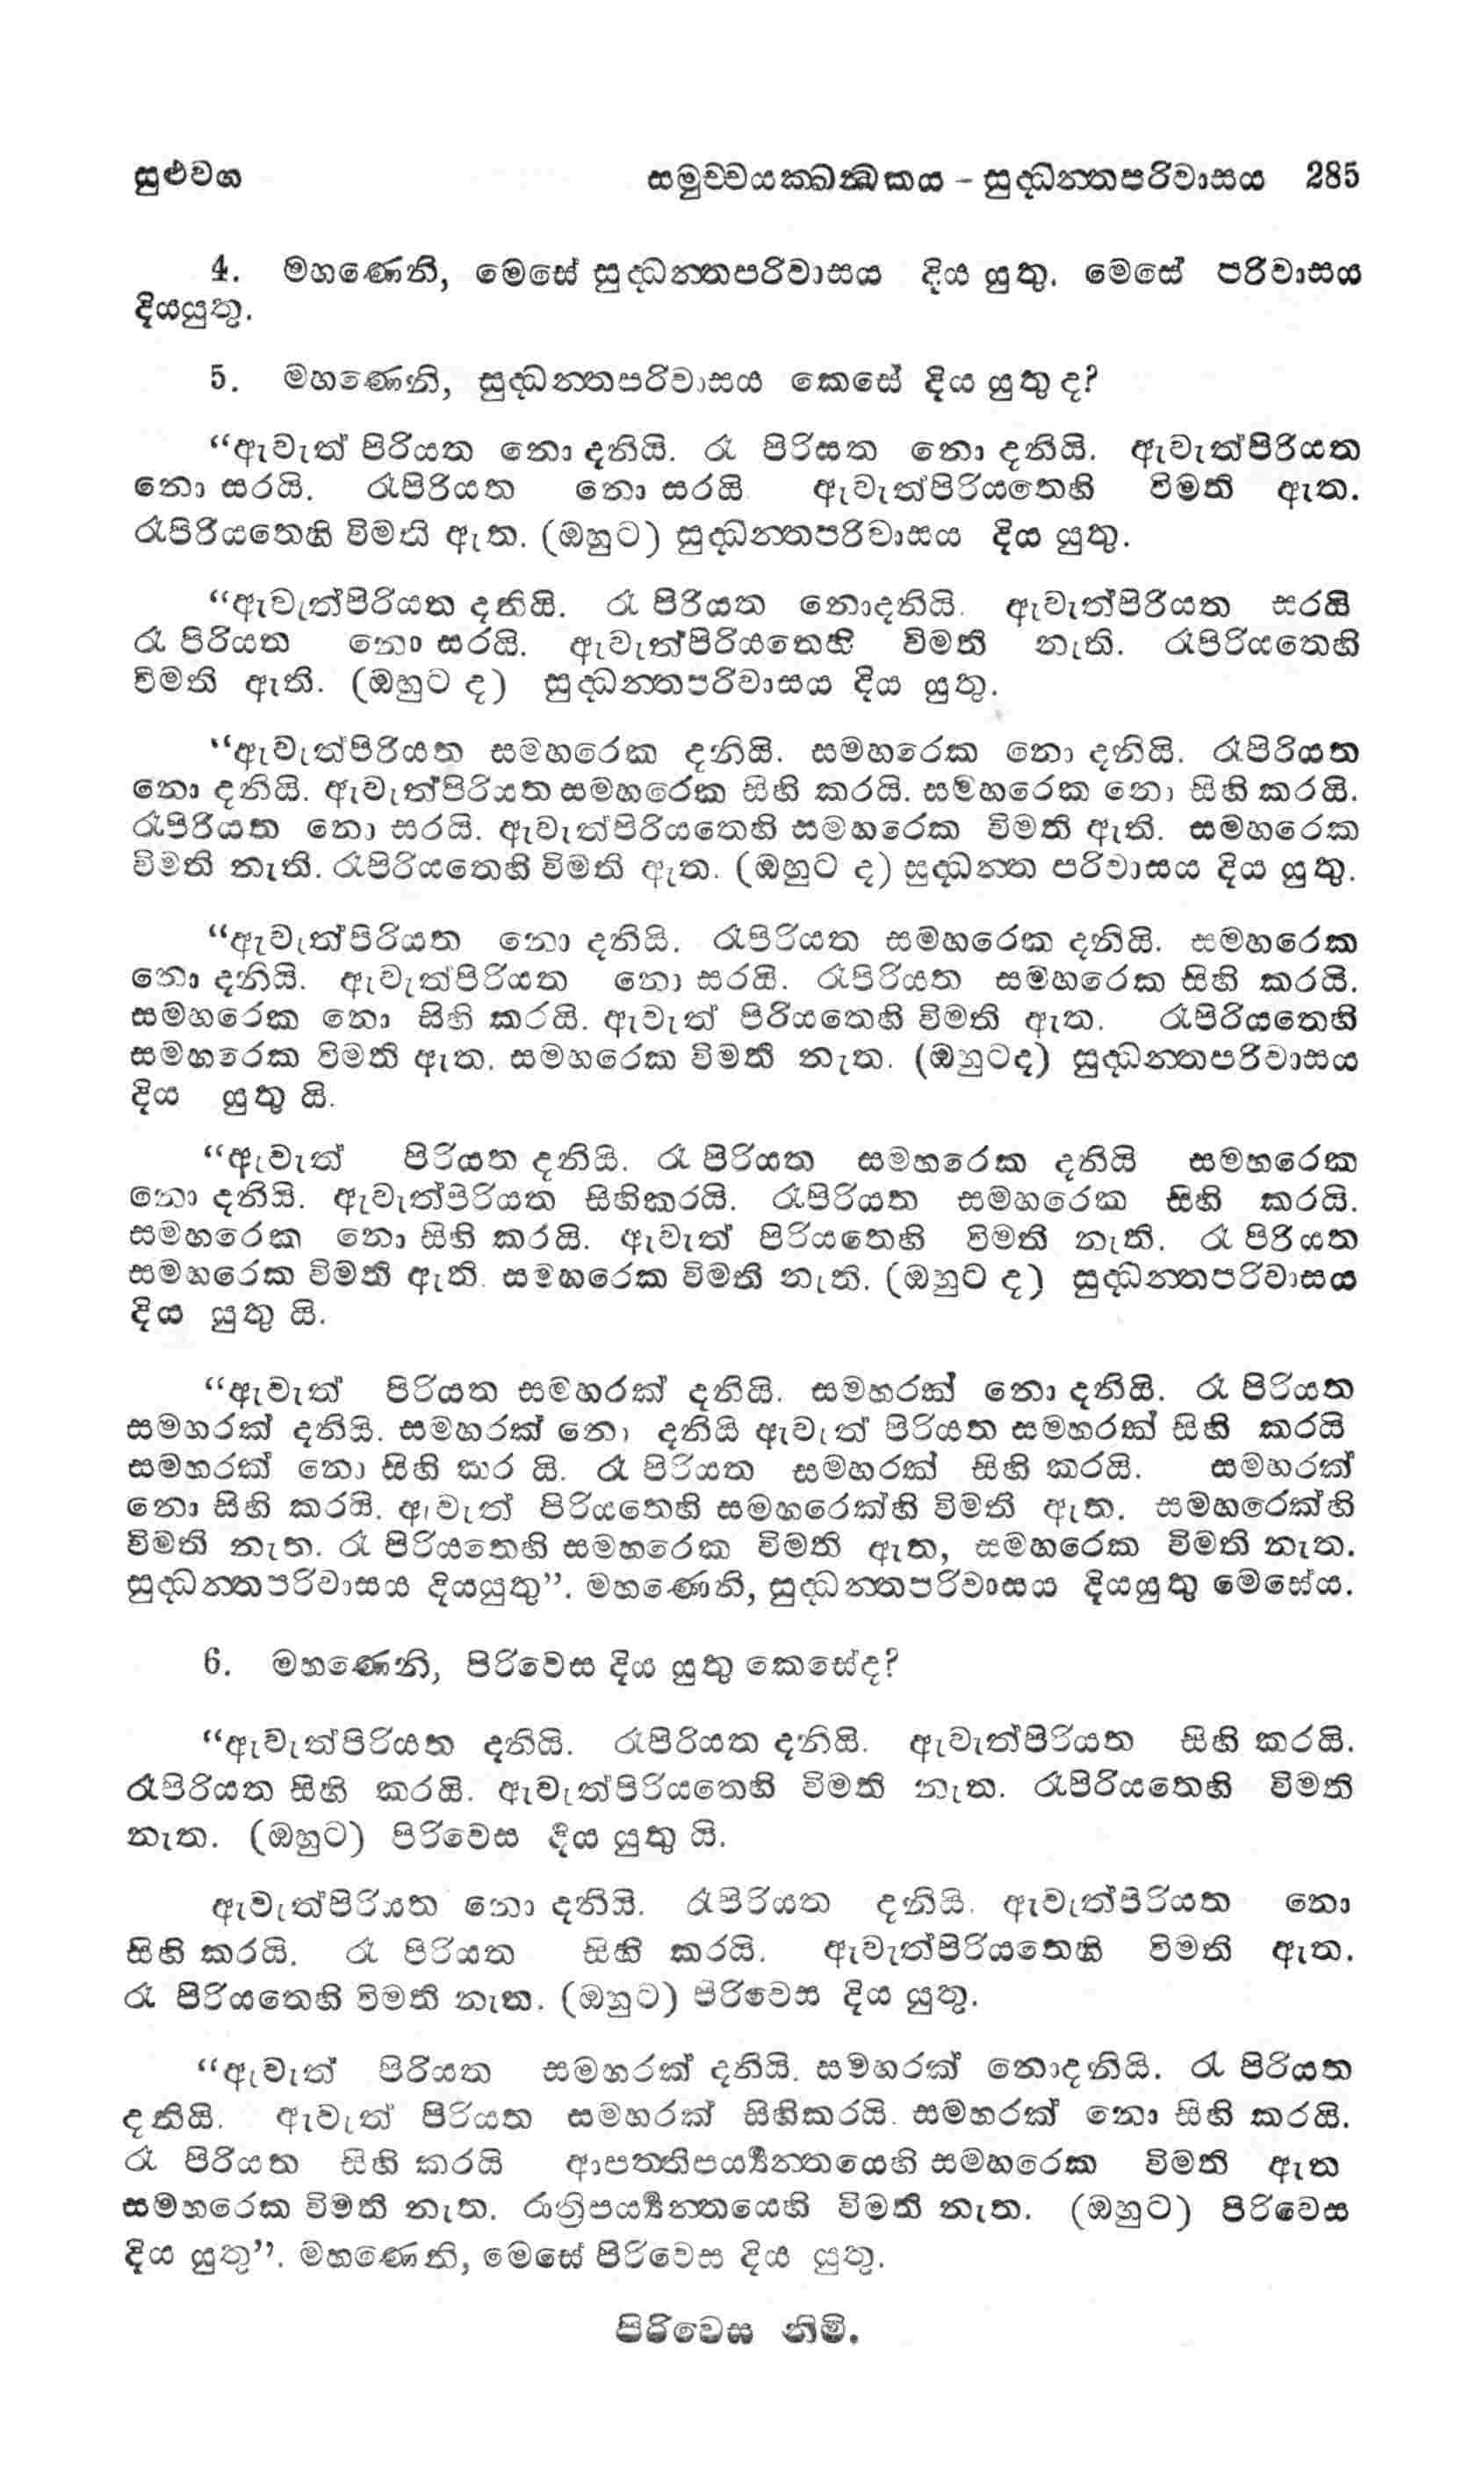 සුළුවග සමුච්චයක්ඛන්ධකය - සුද්ධන්තපරිවාසය 285
4. මහණෙනි, මෙසේ සුද්ධන්තපරිවාසය දිය යුතු. මෙසේ පරිවාසය
දියයුතු.
5. මහණෙනි, සුද්ධන්තපරිවාසය කෙසේ දිය යුතු ද?
“ඇවැත් පිරියත නො දනියි. රෑ පිරිසත නො දනියි. ඇවැත්පිරියත
නො සරයි. රෑපිරියත නො සරයි ඇවැත්පිරියතෙහි විමති ඇත.
රෑපිරියතෙහි විමති ඇත. (ඔහුට) සුද්ධන්තපරිවාසය දිය යුතු.
“ඇවැත්පිරියත දනියි. රෑ පිරියත නොදනියි. ඇවැත්පිරියත සරයි
රෑ පිරියත නො සරයි. ඇවැත්පිරියතෙහි විමති නැති. රෑපිරියතෙහි
විමති ඇති. (ඔහුට ද) සුද්ධන්තපරිවාසය දිය යුතු.
“ඇවැත්පිරියත සමහරෙක දනියි. සමහරෙක නො දනියි. රෑපිරියත
නො දනියි. ඇවැත්පිරියත සමහරෙක සිහි කරයි. සමහරෙක නො සිහි කරයි.
රෑපිරියත නො සරයි. ඇවැත්පිරියතෙහි සමහරෙක විමති ඇති. සමහරෙක
විමති නැති. රෑපිරියතෙහි විමති ඇත. (ඔහුට ද) සුද්ධන්ත පරිවාසය දිය යුතු.
“ඇවැත්පිරියත නො දනියි. රෑපිරියත සමහරෙක දනියි. සමහරෙක
නො දනියි. ඇවැත්පිරියත නො සරයි. රෑපිරියත සමහරෙක සිහි කරයි.
සමහරෙක නො සිහි කරයි. ඇවැත් පිරියතෙහි විමති ඇත. රෑපිරියතෙහි
සමහරෙක විමති ඇත. සමහරෙක විමති නැත. (ඔහුටද) සුද්ධන්තපරිවාසය
දිය යුතු යි.
“ඇවැත් පිරියත දනියි. රෑ පිරියත සමහරෙක දනියි සමහරෙක
නො දනියි. ඇවැත්පිරියත සිහිකරයි. රෑපිරියත සමහරෙක සිහි කරයි.
සමහරෙක නො සිහි කරයි. ඇවැත් පිරියතෙහි විමති නැති. රෑ පිරියත
සමහරෙක විමති ඇති. සමහරෙක විමති නැති. (ඔහුට ද) සුද්ධන්තපරිවාසය
දිය යුතු යි.
“ඇවැත් පිරියත සමහරක් දනියි. සමහරක් නො දනියි. රෑ පිරියත
සමහරක් දනියි. සමහරක් නො දනියි ඇවැත් පිරියත සමහරක් සිහි කරයි
සමහරක් නො සිහි කර යි. රෑ පිරියත සමහරක් සිහි කරයි. සමහරක්
නො සිහි කරයි. ඇවැත් පිරියතෙහි සමහරෙක්හි විමති ඇත. සමහරෙක්හි
විමති නැත. රෑ පිරියතෙහි සමහරෙක විමති ඇත, සමහරෙක විමති නැත.
සුද්ධන්තපරිවාසය දියයුතු”. මහණෙනි, සුද්ධන්තපරිවාසය දියයුතු මෙසේය.
6. මහණෙනි, පිරිවෙස දිය යුතු කෙසේද?
“ඇවැත්පිරියත දනියි. රෑපිරියත දනියි. ඇවැත්පිරියත සිහි කරයි.
රෑපිරියත සිහි කරයි. ඇවැත්පිරියතෙහි විමති නැත. රෑපිරියතෙහි විමති
නැත. (ඔහුට) පිරිවෙස දිය යුතු යි.
ඇවැත්පිරියත නො දනියි. රෑපිරියත දනියි. ඇවැත්පිරියත නො
සිහි කරයි. රෑ පිරියත සිහි කරයි. ඇවැත්පිරියතෙහි විමති ඇත.
රෑ පිරියතෙහි විමති නැත. (ඔහුට) පිරිවෙස දිය යුතු.
“ඇවැත් පිරියත සමහරක් දනියි. සමහරක් නොදනියි. රෑ පිරියත
දනියි. ඇවැත් පිරියත සමහරක් සිහිකරයි. සමහරක් නො සිහි කරයි.
රෑ පිරියත සිහි කරයි ආපත්තිපර්‍ය්‍යන්තයෙහි සමහරෙක විමති ඇත
සමහරෙක විමති නැත. රාත්‍රිපර්‍ය්‍යන්තයෙහි විමති නැත. (ඔහුට) පිරිවෙස
දිය යුතු”. මහණෙනි, මෙසේ පිරිවෙස දිය යුතු.
පිරිවෙස නිමි.